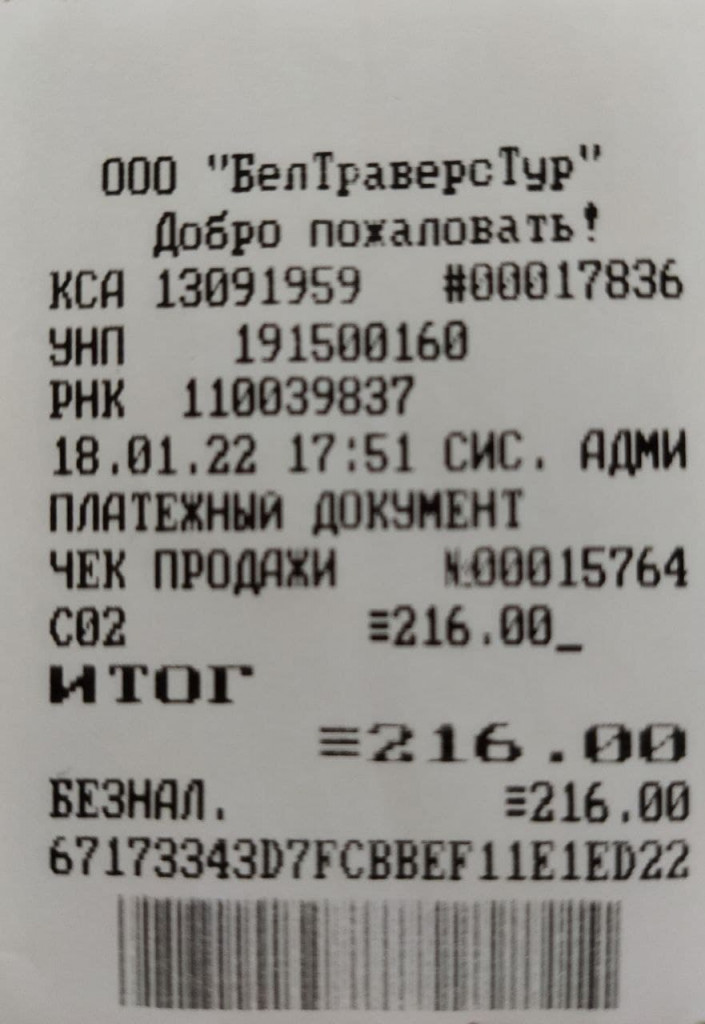 ООО "БелТраверсТур"
Добро пожаловать!
КСА 13091959 #00017836
УНП 191500160
РНК 110039837
18.01.22 17:51 СИС. АДМИ
ПЛАТЕЖНЫЙ ДОКУМЕНТ
ЧЕК ПРОДАЖИ №00015764
С02 ≡216.00_
ИТОГ
≡216.00
БЕЗНАЛ. ≡216.00
67173343D7FCBBEF11E1ED22